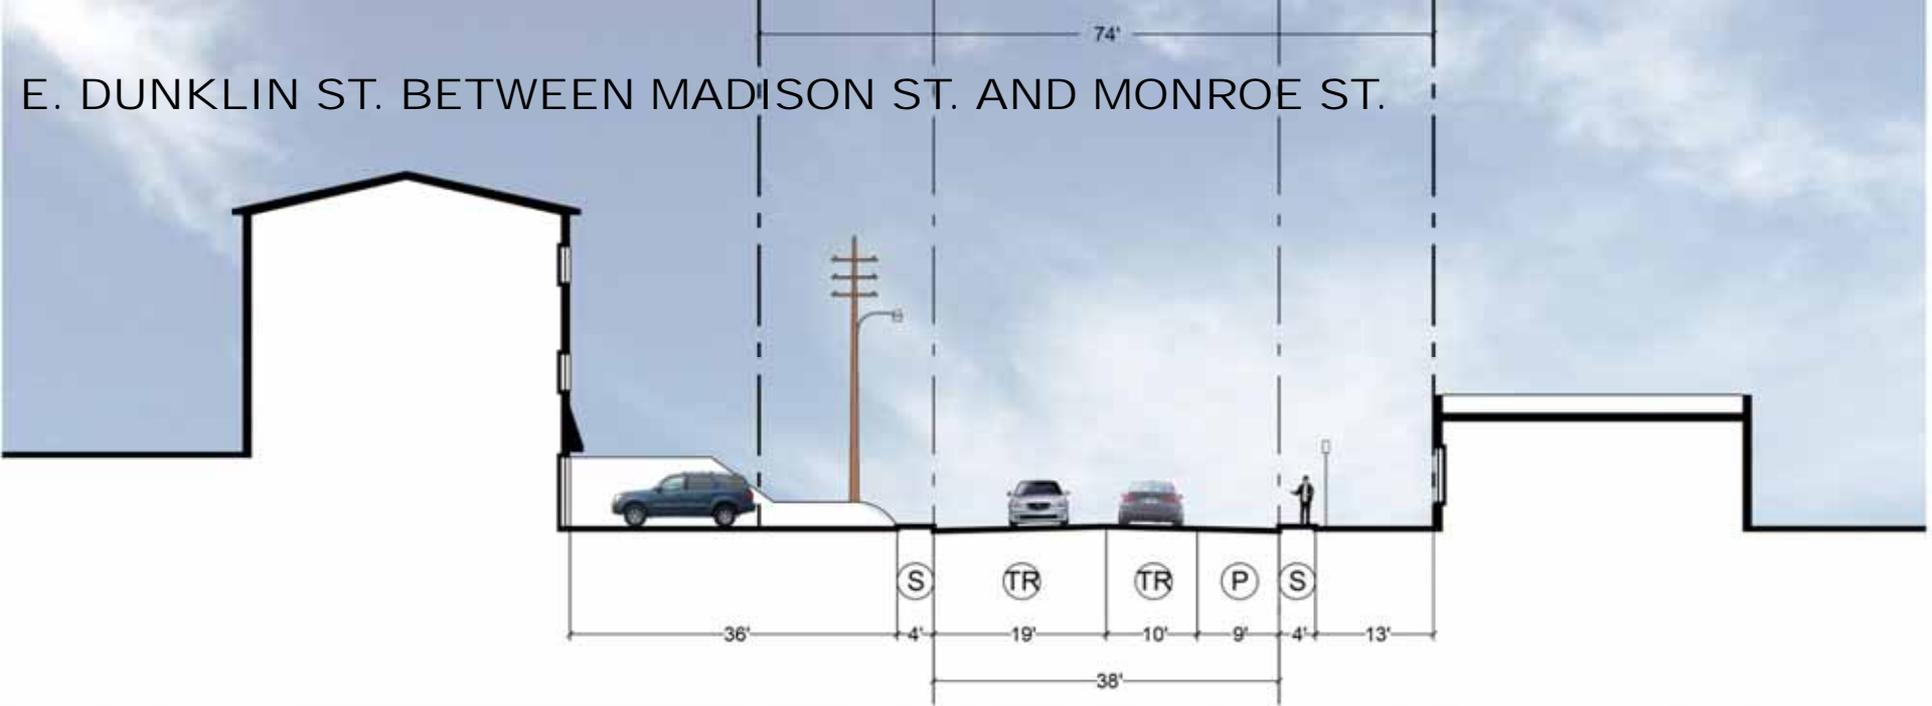 74'
E. DUNKLIN ST. BETWEEN MADISON ST. AND MONROE ST.
S TR TR P S
36' 4' 19' 10' 9' 4' 13'
38'